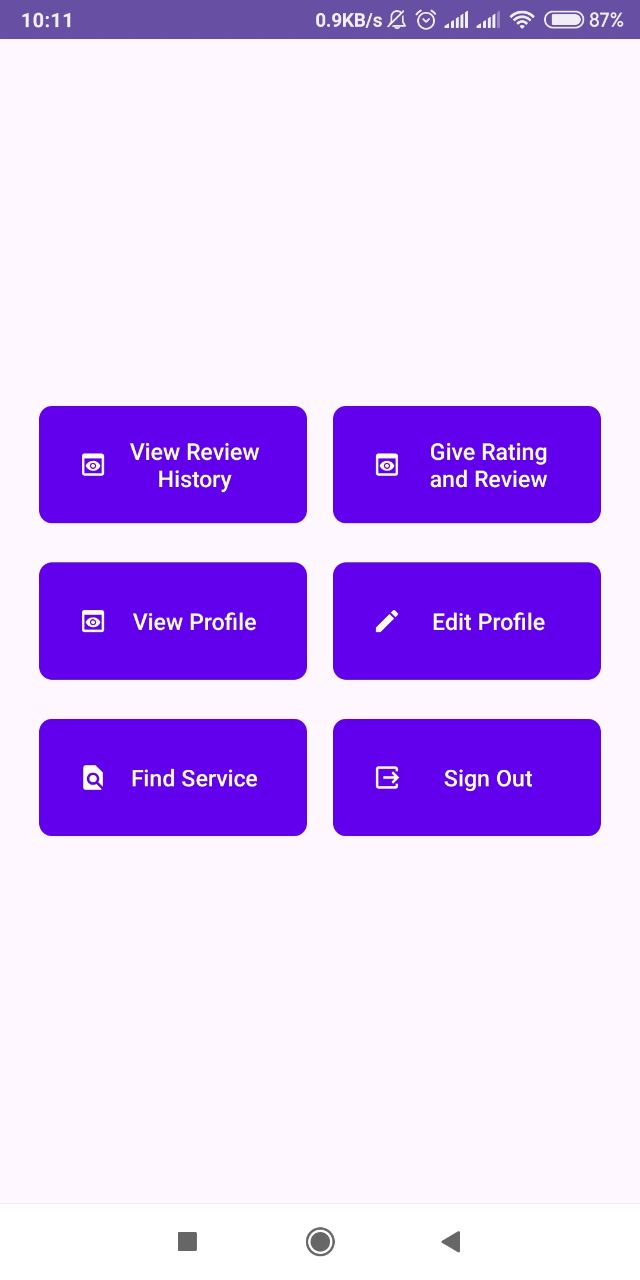 10:11 0.9KB/s 87%
View Review
History
Give Rating
and Review
View Profile
Edit Profile
Find Service
Sign Out